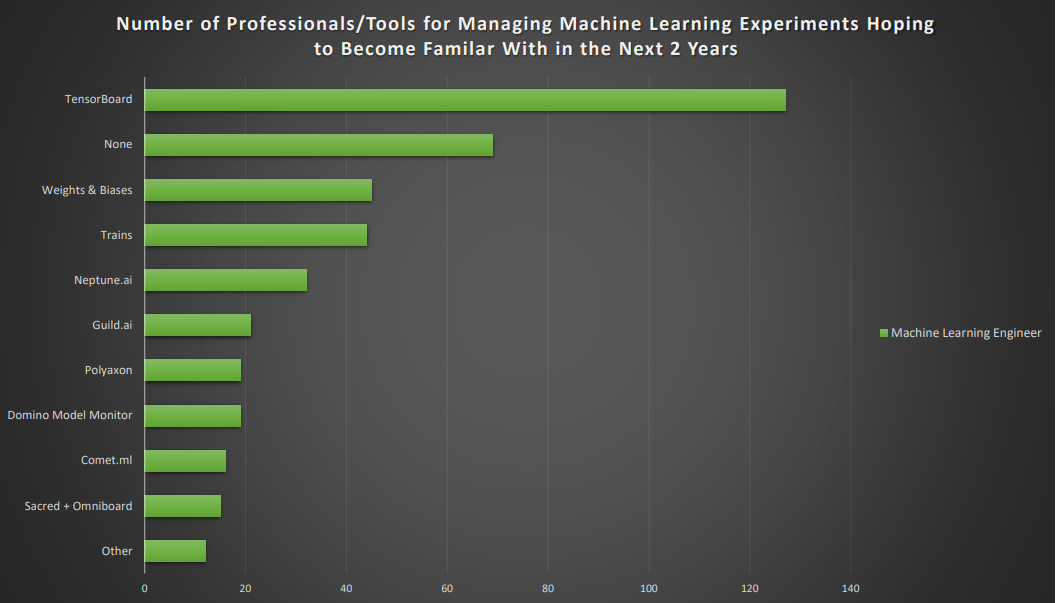 Number of Professionals/Tools for Managing Machine Learning Experiments Hoping
to Become Familar With in the Next 2 Years
TensorBoard
None
Weights & Biases
Trains
Neptune.ai
Guild.ai
Polyaxon
Domino Model Monitor
Comet.ml
Sacred + Omniboard
Other
0 20 40 60 80 100 120 140
Machine Learning Engineer